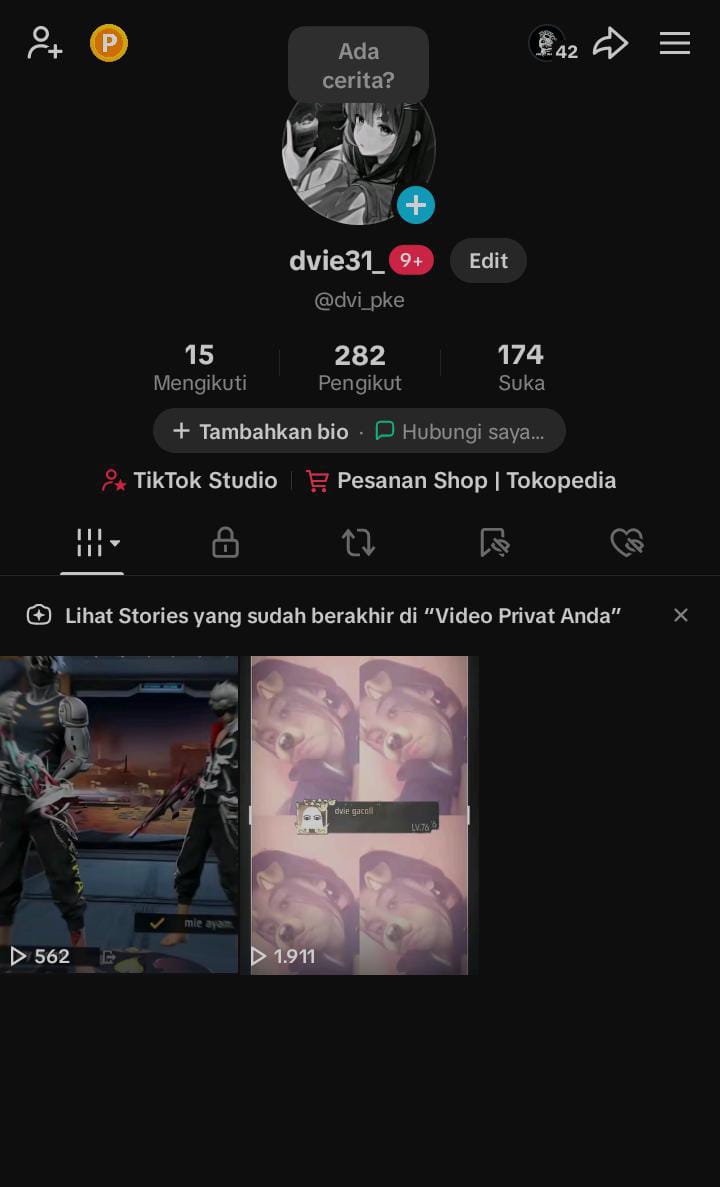 P
Ada
cerita?
42
dvie31_ 9+ Edit
@dvi_pke
15 282 174
Mengikuti Pengikut Suka
+ Tambahkan bio · Hubungi saya...
TikTok Studio | Pesanan Shop | Tokopedia
Lihat Stories yang sudah berakhir di “Video Privat Anda”
dvie gacoll
LV.76
mie ayam
562 1.911